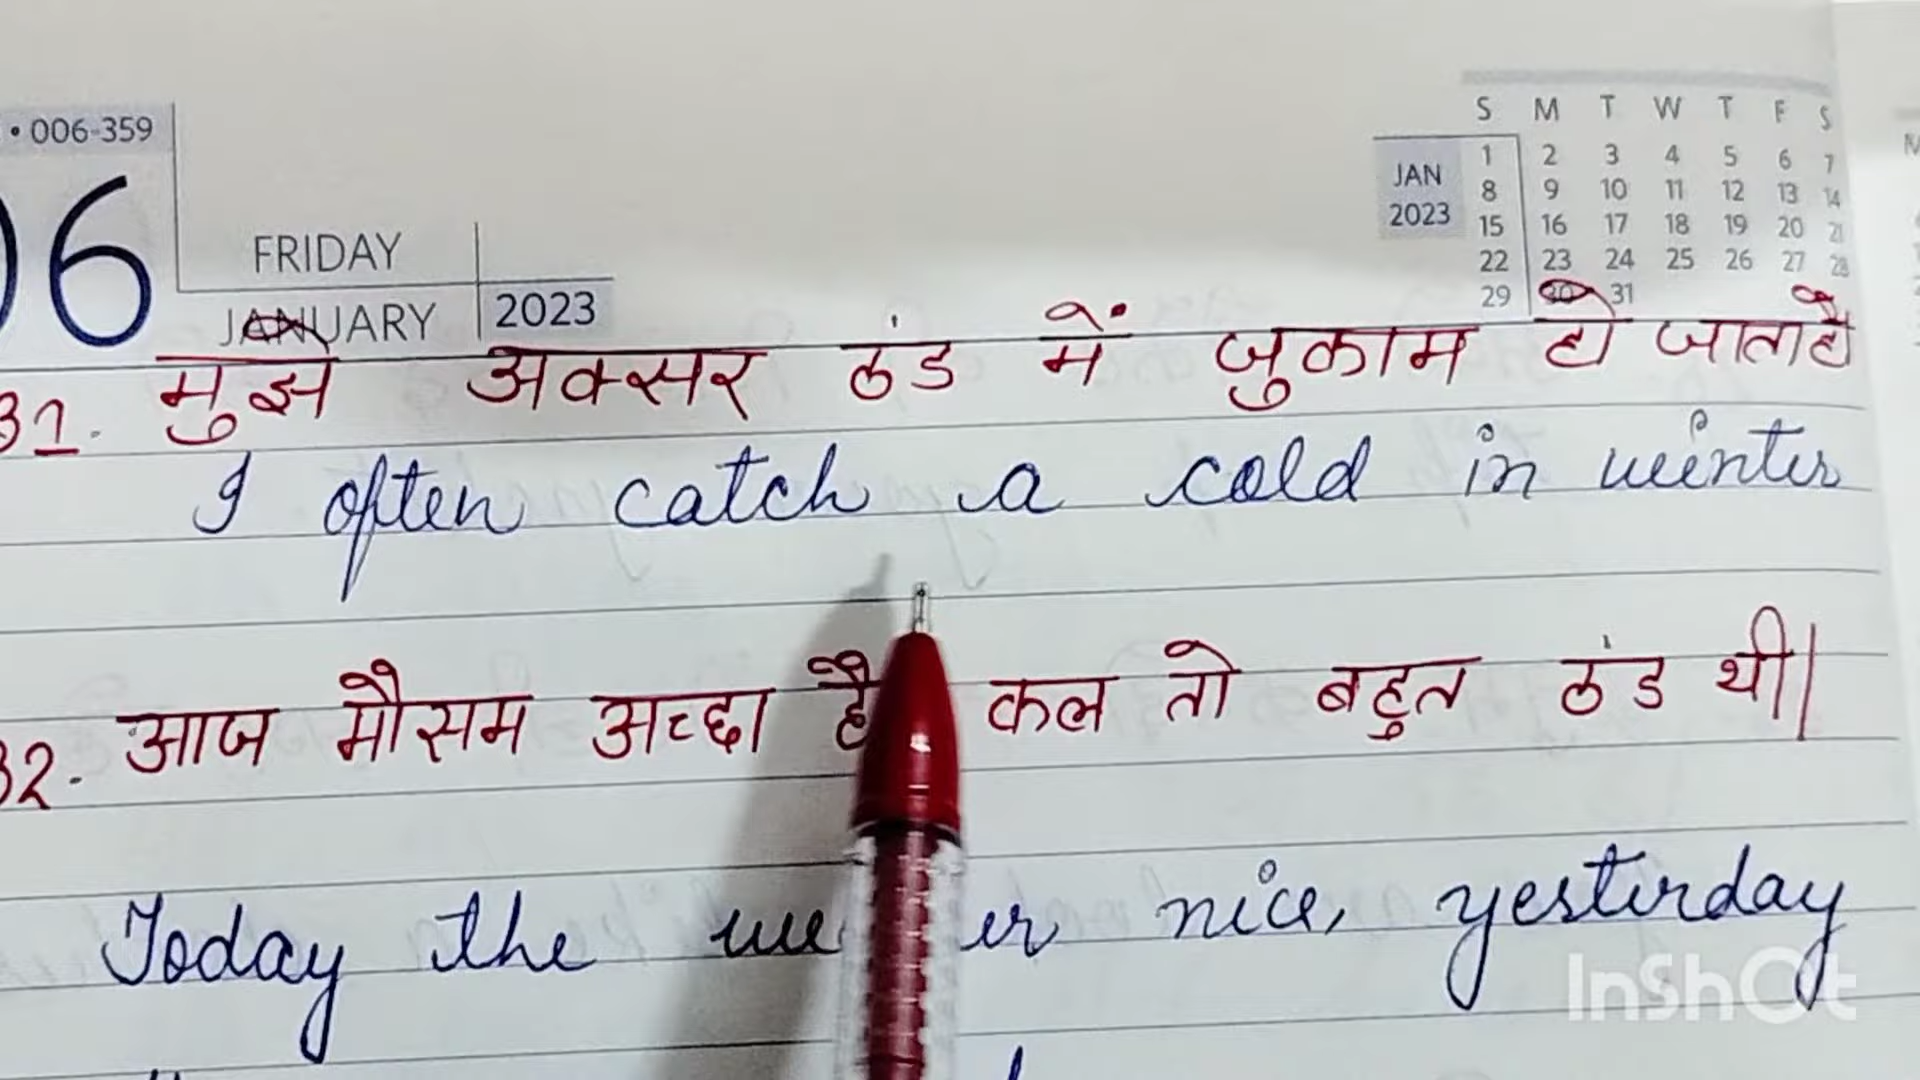 • 006-359
06
FRIDAY
JANUARY 2023
S M T W T F S
JAN 2023
1 2 3 4 5 6 7
8 9 10 11 12 13 14
15 16 17 18 19 20 21
22 23 24 25 26 27 28
29 30 31
31. मुझे अक्सर ठंड में जुकाम हो जाता है
I often catch a cold in winter
32. आज मौसम अच्छा है कल तो बहुत ठंड थी|
Today the nice, yesterday
InShOt